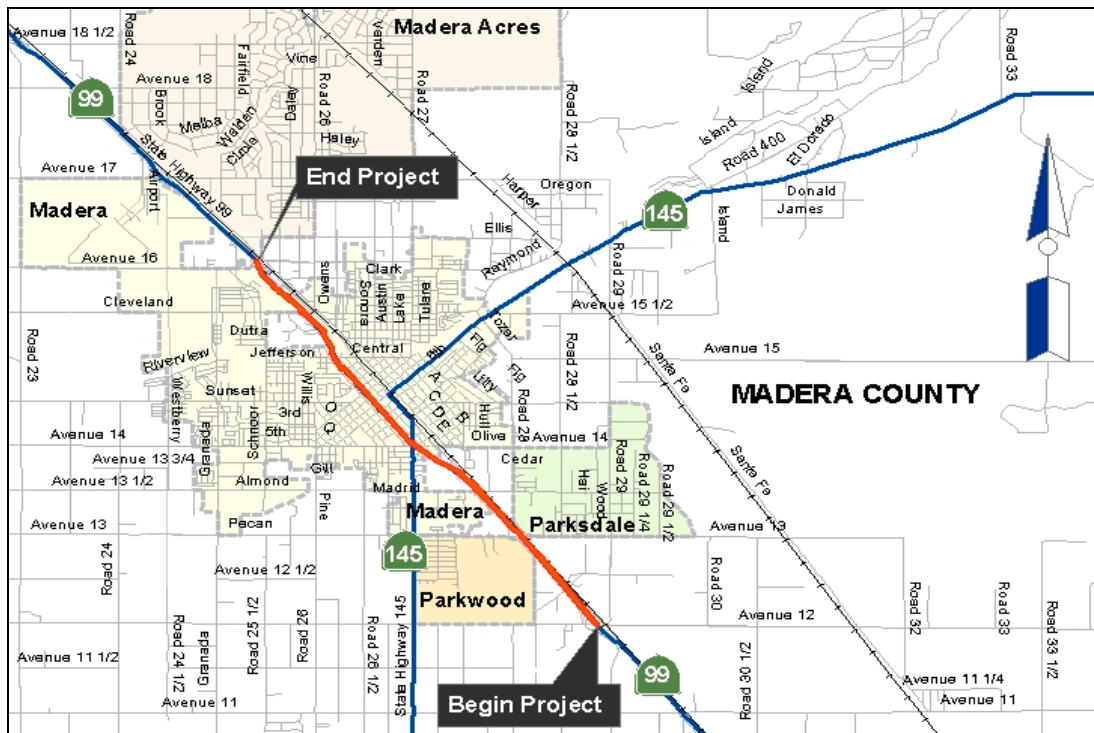 Avenue 18 1/2
Road 24
99
Avenue 18
Brook
Fairfield
Vine
Road 26
Daley
Varden
Madera Acres
Road 27
Melba
Walden
Circle
Haley
State Highway 99
Avenue 17
Airport
Madera
End Project
Harper
Oregon
Road 28 1/2
Island
Island
Road 400
El Dorado
Road 33
145
Donald
James
Island
Ellis
Raymond
Road 29
Avenue 16
Cleveland
Owens
Clark
Sonora
Austin
Lake
Tulare
Avenue 15 1/2
Tozer
Road 23
Dutra
Riverview
Jefferson
Central
8th
Fig
Fig
Lilly
Road 28 1/2
Santa Fe
Avenue 15
MADERA COUNTY
Westberry
Sunset
Willis
Q
Q
3rd
5th
Schnoor
Granada
A
B
C
D
E
Hull
Olive
Road 28
Avenue 14
Avenue 14
Avenue 13 3/4
Avenue 13 1/2
Gill
Almond
Madrid
Pine
Pecan
Cedar
Road 29
Road 29 1/4
Road 29 1/2
Wood
Santa Fe
Avenue 13
Madera
Parksdale
Avenue 13
Road 24
145
Parkwood
Avenue 12 1/2
Road 30
Avenue 12
Road 32
Road 33
Road 33 1/2
Avenue 11 1/2
Road 24 1/2
Granada
Road 25 1/2
Road 26
Road 26 1/2
State Highway 145
Avenue 11
Begin Project
99
Road 30 1/2
Avenue 11 1/4
Avenue 11